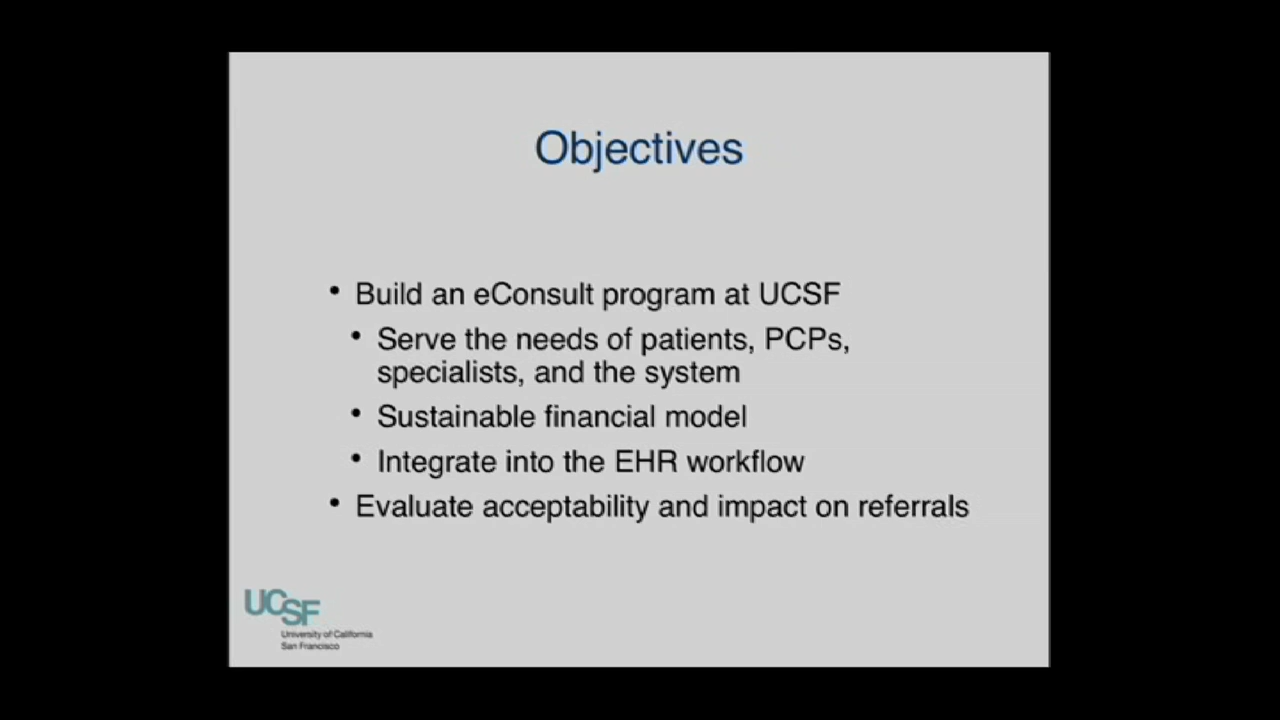 Objectives
• Build an eConsult program at UCSF
• Serve the needs of patients, PCPs,
specialists, and the system
• Sustainable financial model
• Integrate into the EHR workflow
• Evaluate acceptability and impact on referrals
UCSF
University of California
San Francisco